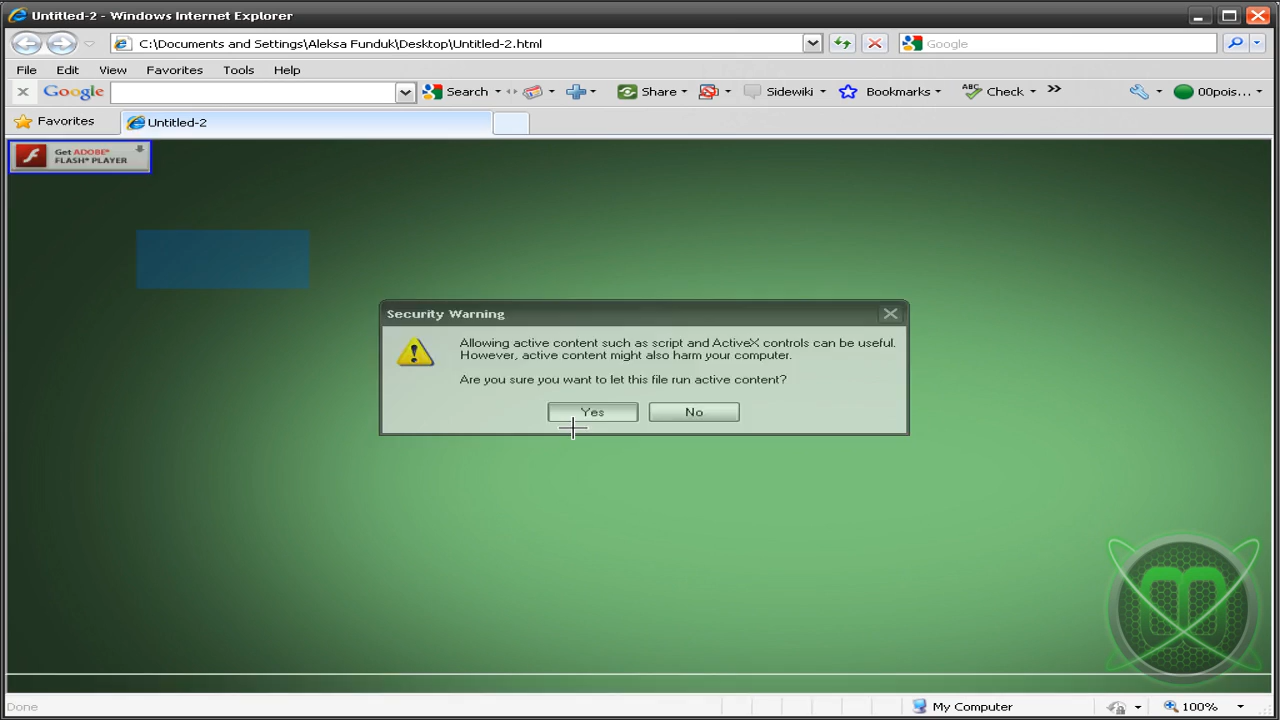 Untitled-2 - Windows Internet Explorer
C:\Documents and Settings\Aleksa Funduk\Desktop\Untitled-2.html
Google
File Edit View Favorites Tools Help
Google Search Share Sidewiki Bookmarks ABC Check 00pois...
Favorites Untitled-2
Get ADOBE®
FLASH® PLAYER
Security Warning
Allowing active content such as script and ActiveX controls can be useful.
However, active content might also harm your computer.
Are you sure you want to let this file run active content?
Yes No
Done My Computer 100%